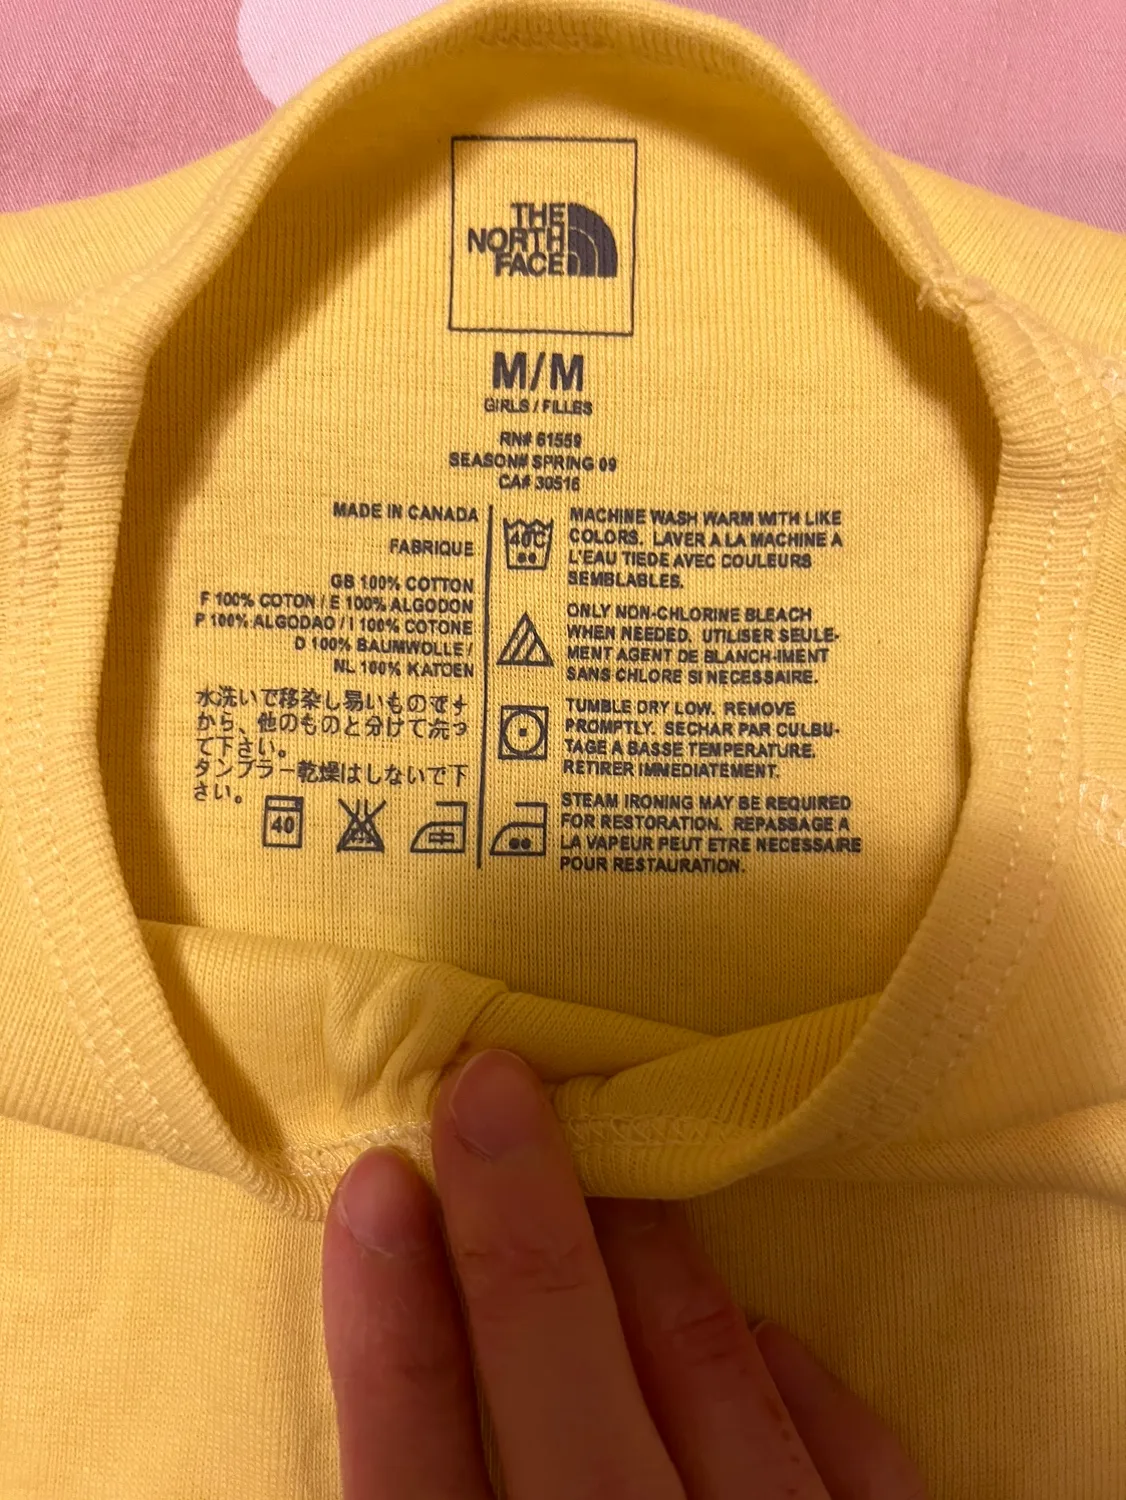 THE
NORTH
FACE
M/M
GIRLS / FILLES
RN# 61559
SEASON# SPRING 09
CA# 30516
MADE IN CANADA
FABRIQUE
GB 100% COTTON
F 100% COTON / E 100% ALGODON
P 100% ALGODAO / I 100% COTONE
D 100% BAUMWOLLE /
NL 100% KATOEN
水洗いで移染し易いものです
から、他のものと分けて洗っ
て下さい。
タンブラー乾燥はしないで下
さい。
40
40C
MACHINE WASH WARM WITH LIKE
COLORS. LAVER A LA MACHINE A
L'EAU TIEDE AVEC COULEURS
SEMBLABLES.
ONLY NON-CHLORINE BLEACH
WHEN NEEDED. UTILISER SEULE-
MENT AGENT DE BLANCH-IMENT
SANS CHLORE SI NECESSAIRE.
TUMBLE DRY LOW. REMOVE
PROMPTLY. SECHAR PAR CULBU-
TAGE A BASSE TEMPERATURE.
RETIRER IMMEDIATEMENT.
STEAM IRONING MAY BE REQUIRED
FOR RESTORATION. REPASSAGE A
LA VAPEUR PEUT ETRE NECESSAIRE
POUR RESTAURATION.